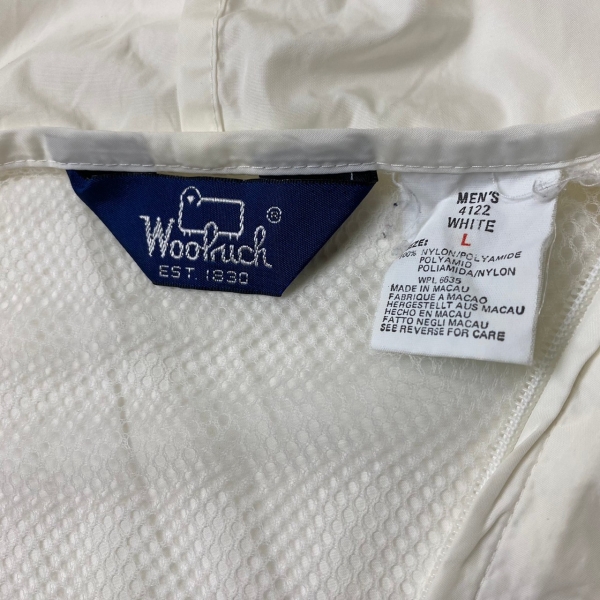 Woolrich ®
EST. 1830
MEN'S
4122
WHITE
SIZE: L
100% NYLON/POLYAMIDE
POLYAMID
POLIAMIDA/NYLON
WPL 6635
MADE IN MACAU
FABRIQUE A MACAO
HERGESTELLT AUS MACAU
HECHO EN MACAU
FATTO NEGLI MACAU
SEE REVERSE FOR CARE